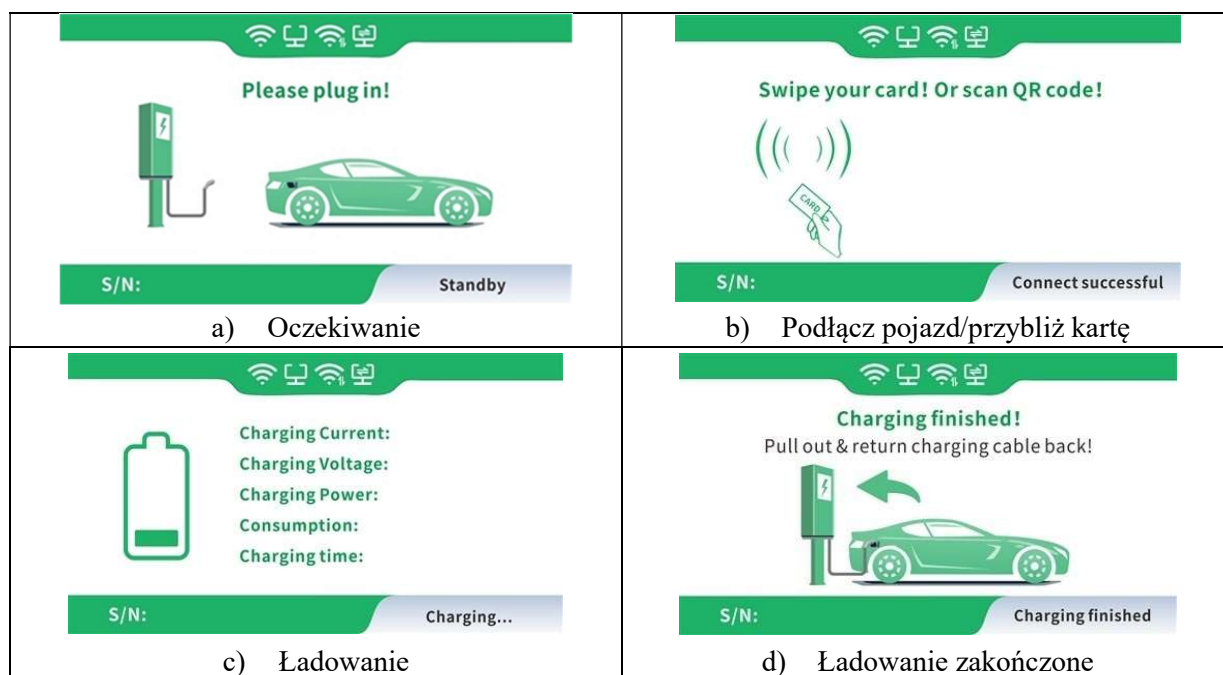 Please plug in!
S/N:
Standby
a) Oczekiwanie
Swipe your card! Or scan QR code!
CARD
S/N:
Connect successful
b) Podłącz pojazd/przybliż kartę
Charging Current:
Charging Voltage:
Charging Power:
Consumption:
Charging time:
S/N:
Charging...
c) Ładowanie
Charging finished!
Pull out & return charging cable back!
S/N:
Charging finished
d) Ładowanie zakończone